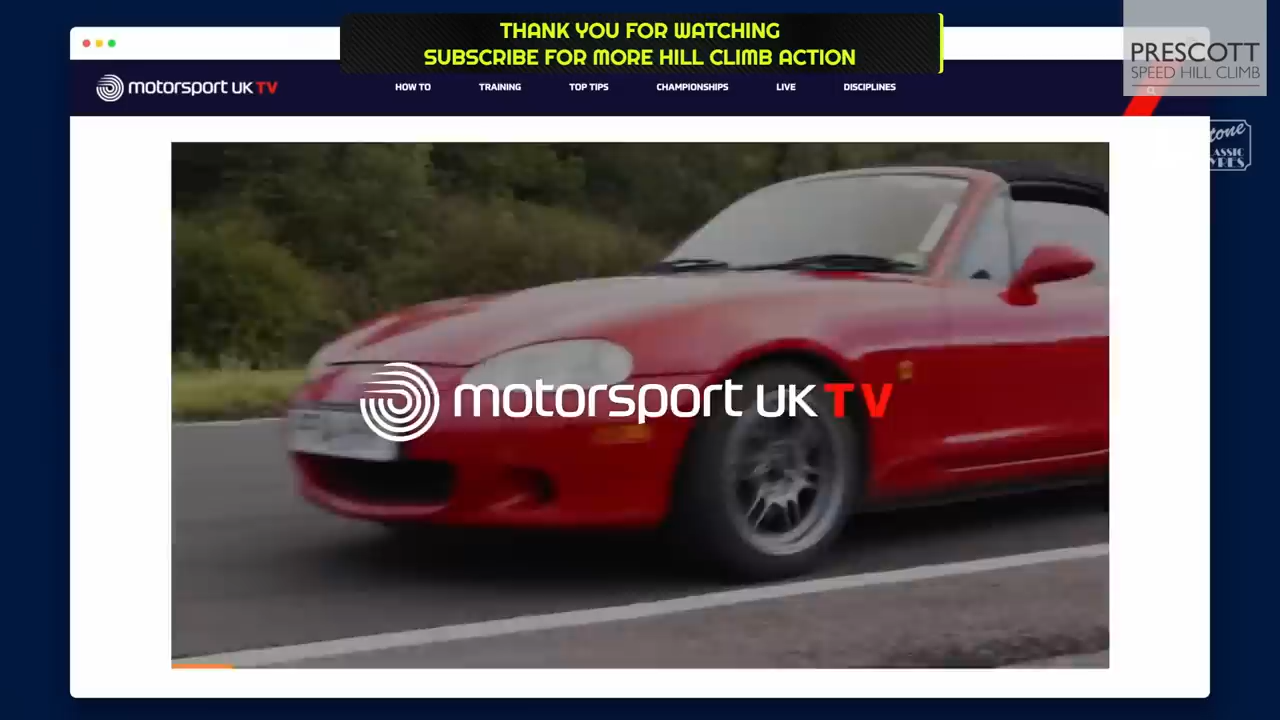 THANK YOU FOR WATCHING
SUBSCRIBE FOR MORE HILL CLIMB ACTION
PRESCOTT
SPEED HILL CLIMB
motorsport UK TV
HOW TO
TRAINING
TOP TIPS
CHAMPIONSHIPS
LIVE
DISCIPLINES
motorsport UK TV